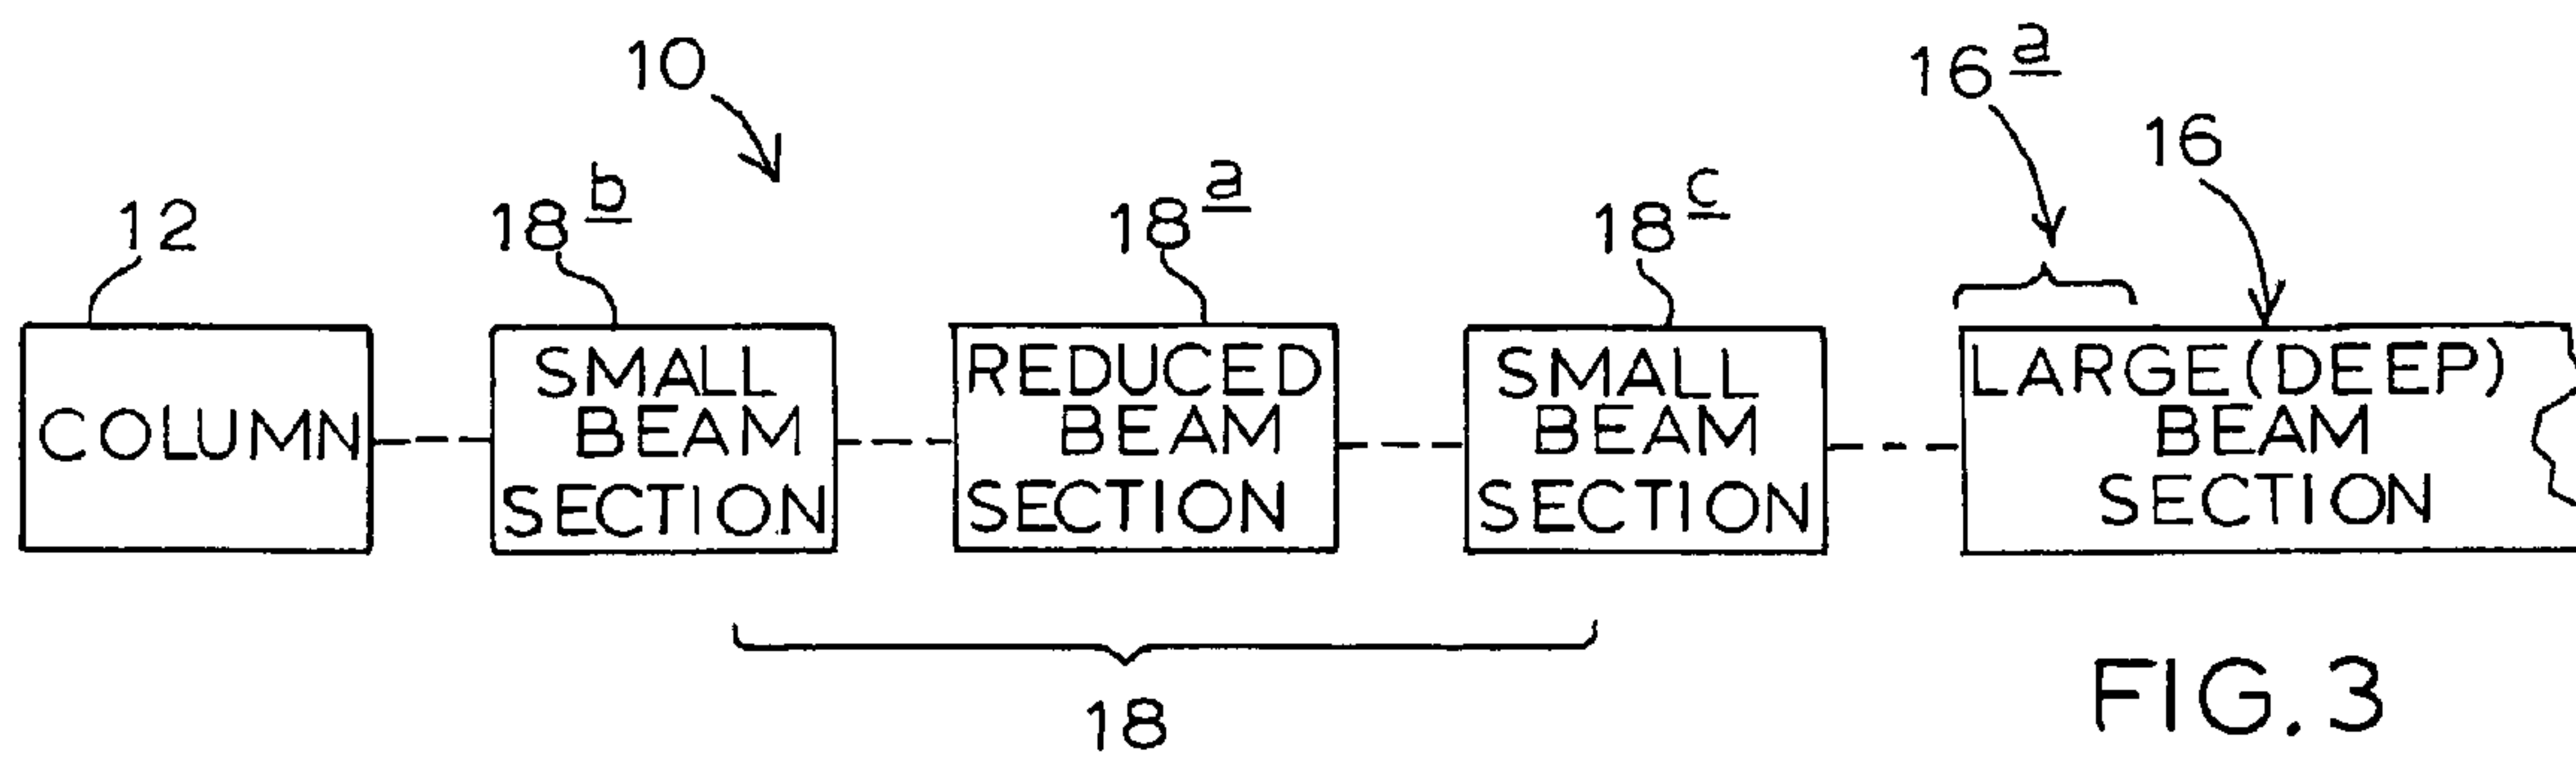 10
16a
16
12
18b
18a
18c
COLUMN
SMALL
BEAM
SECTION
REDUCED
BEAM
SECTION
SMALL
BEAM
SECTION
LARGE(DEEP)
BEAM
SECTION
18
FIG. 3